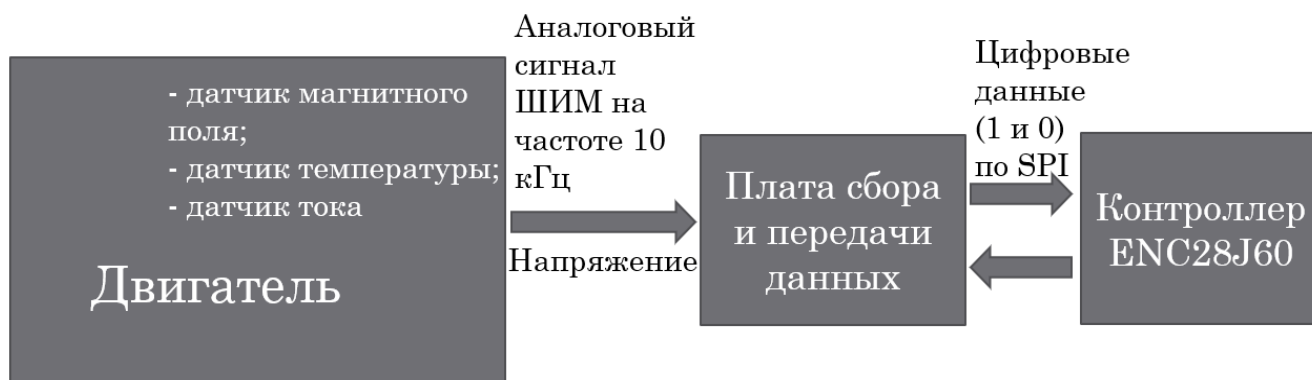 - датчик магнитного
поля;
- датчик температуры;
- датчик тока
Двигатель
Аналоговый
сигнал
ШИМ на
частоте 10
кГц
Напряжение
Плата сбора
и передачи
данных
Цифровые
данные
(1 и 0)
по SPI
Контроллер
ENC28J60